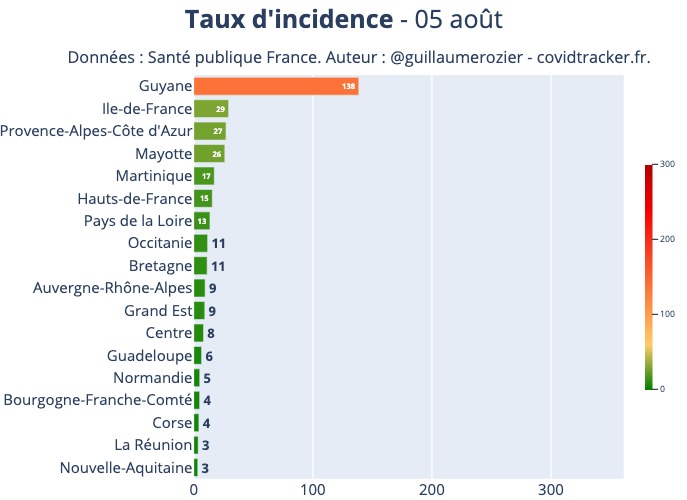 Taux d'incidence - 05 août
Données : Santé publique France. Auteur : @guillaumerozier - covidtracker.fr.
Guyane 138
Ile-de-France 29
Provence-Alpes-Côte d'Azur 27
Mayotte 26
Martinique 17
Hauts-de-France 15
Pays de la Loire 13
Occitanie 11
Bretagne 11
Auvergne-Rhône-Alpes 9
Grand Est 9
Centre 8
Guadeloupe 6
Normandie 5
Bourgogne-Franche-Comté 4
Corse 4
La Réunion 3
Nouvelle-Aquitaine 3
0 100 200 300
300
200
100
0